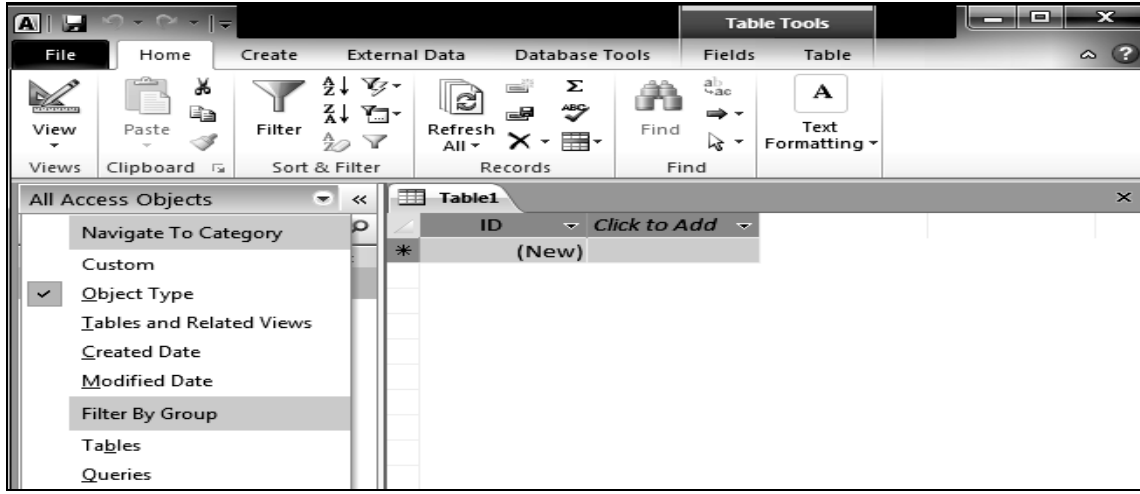 A
Table Tools
File Home Create External Data Database Tools Fields Table
View
Paste
Filter
Refresh All
Find
Text Formatting
Views Clipboard Sort & Filter Records Find
All Access Objects
Table1
Navigate To Category
Custom
Object Type
Tables and Related Views
Created Date
Modified Date
Filter By Group
Tables
Queries
ID Click to Add
(New)